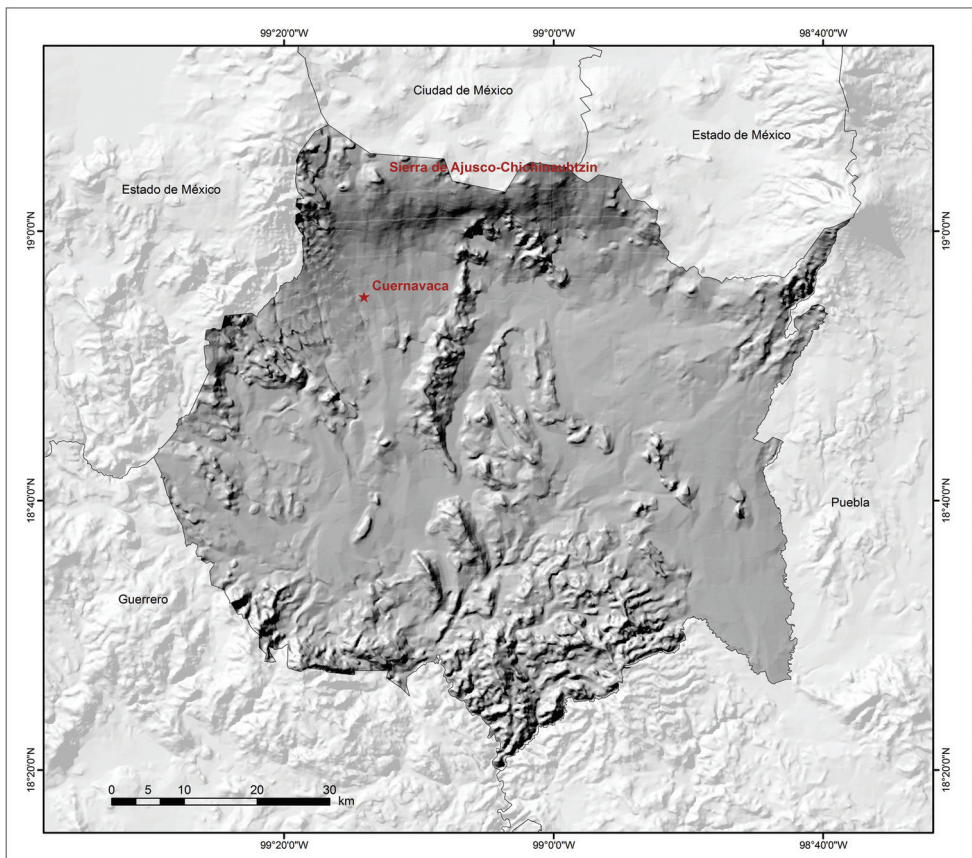 99°20'0"W 99°0'0"W 98°40'0"W
Ciudad de México
Estado de México
Sierra de Ajusco-Chichinauhtzin
Estado de México
19°0'0"N 19°0'0"N
Cuernavaca
18°40'0"N 18°40'0"N
Puebla
Guerrero
18°20'0"N 18°20'0"N
0 5 10 20 30
km
99°20'0"W 99°0'0"W 98°40'0"W